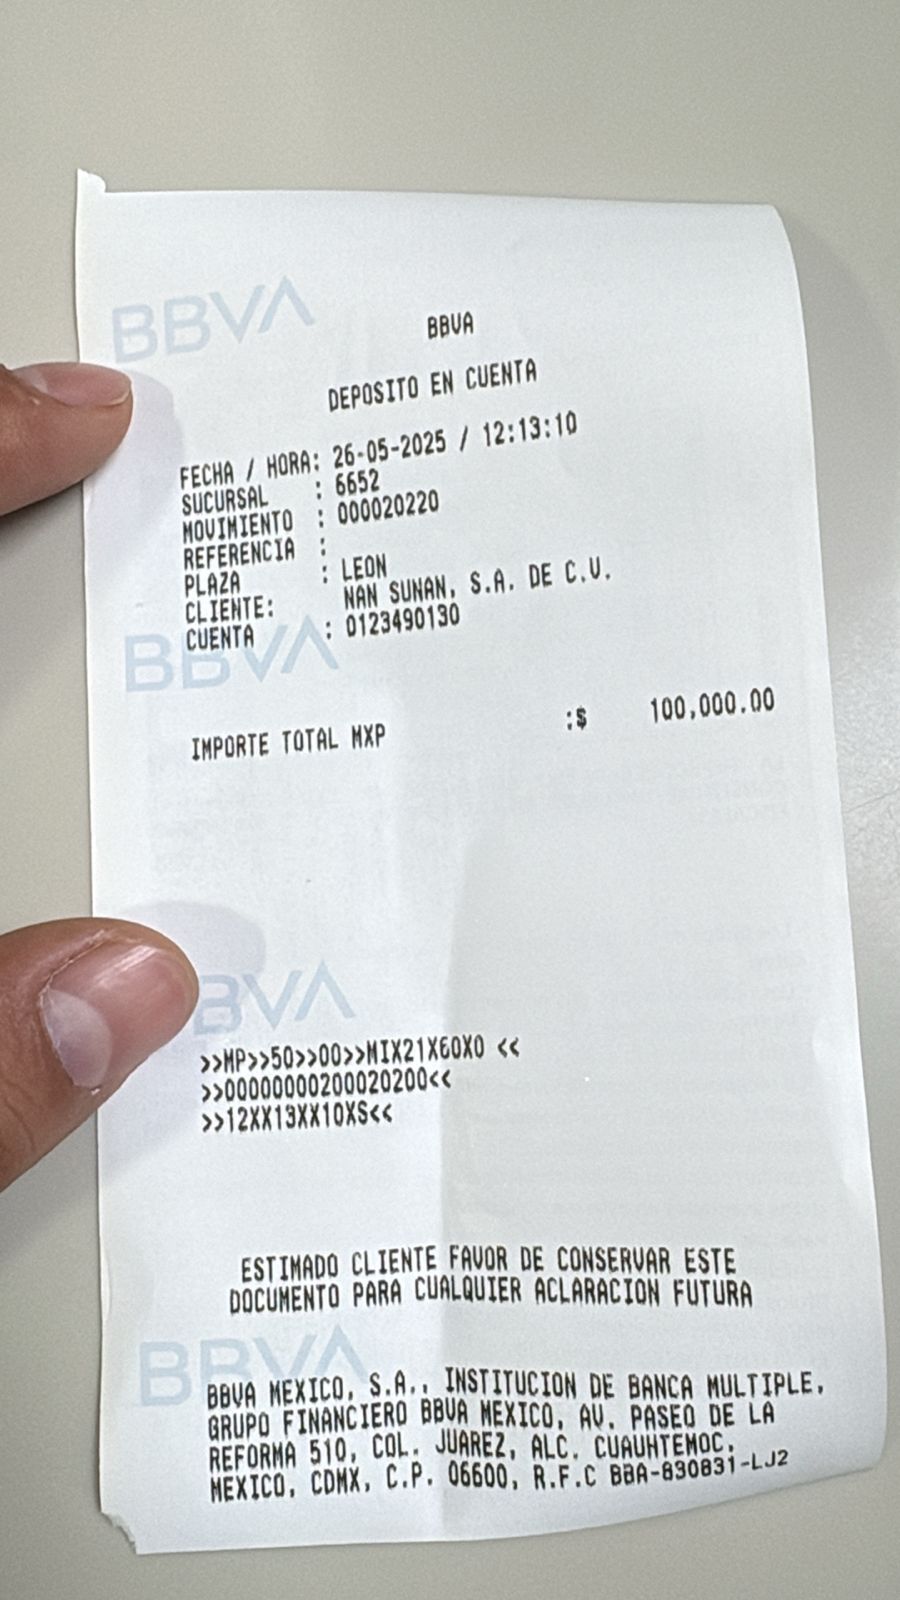 BBVA
BBVA
DEPOSITO EN CUENTA
FECHA / HORA: 26-05-2025 / 12:13:10
SUCURSAL : 6652
MOVIMIENTO : 000020220
REFERENCIA :
PLAZA : LEON
CLIENTE: NAN SUNAN, S.A. DE C.V.
CUENTA : 0123490130
BBVA
IMPORTE TOTAL MXP :$ 100,000.00
BVA
>>MP>>50>>00>>MIX21X60X0 <<
>>00000000200020200<<
>>12XX13XX10XS<<
ESTIMADO CLIENTE FAVOR DE CONSERVAR ESTE
DOCUMENTO PARA CUALQUIER ACLARACION FUTURA
BBVA
BBVA MEXICO, S.A., INSTITUCION DE BANCA MULTIPLE,
GRUPO FINANCIERO BBVA MEXICO, AV. PASEO DE LA
REFORMA 510, COL. JUAREZ, ALC. CUAUHTEMOC,
MEXICO, CDMX, C.P. 06600, R.F.C BBA-830831-LJ2